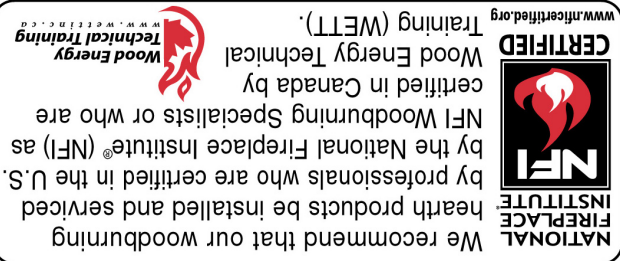 NATIONAL
FIREPLACE
INSTITUTE®
NFI
CERTIFIED
www.nficertified.org
We recommend that our woodburning
hearth products be installed and serviced
by professionals who are certified in the U.S.
by the National Fireplace Institute® (NFI) as
NFI Woodburning Specialists or who are
certified in Canada by
Wood Energy Technical
Training (WETT).
Wood Energy
Technical Training
www.wettinc.ca